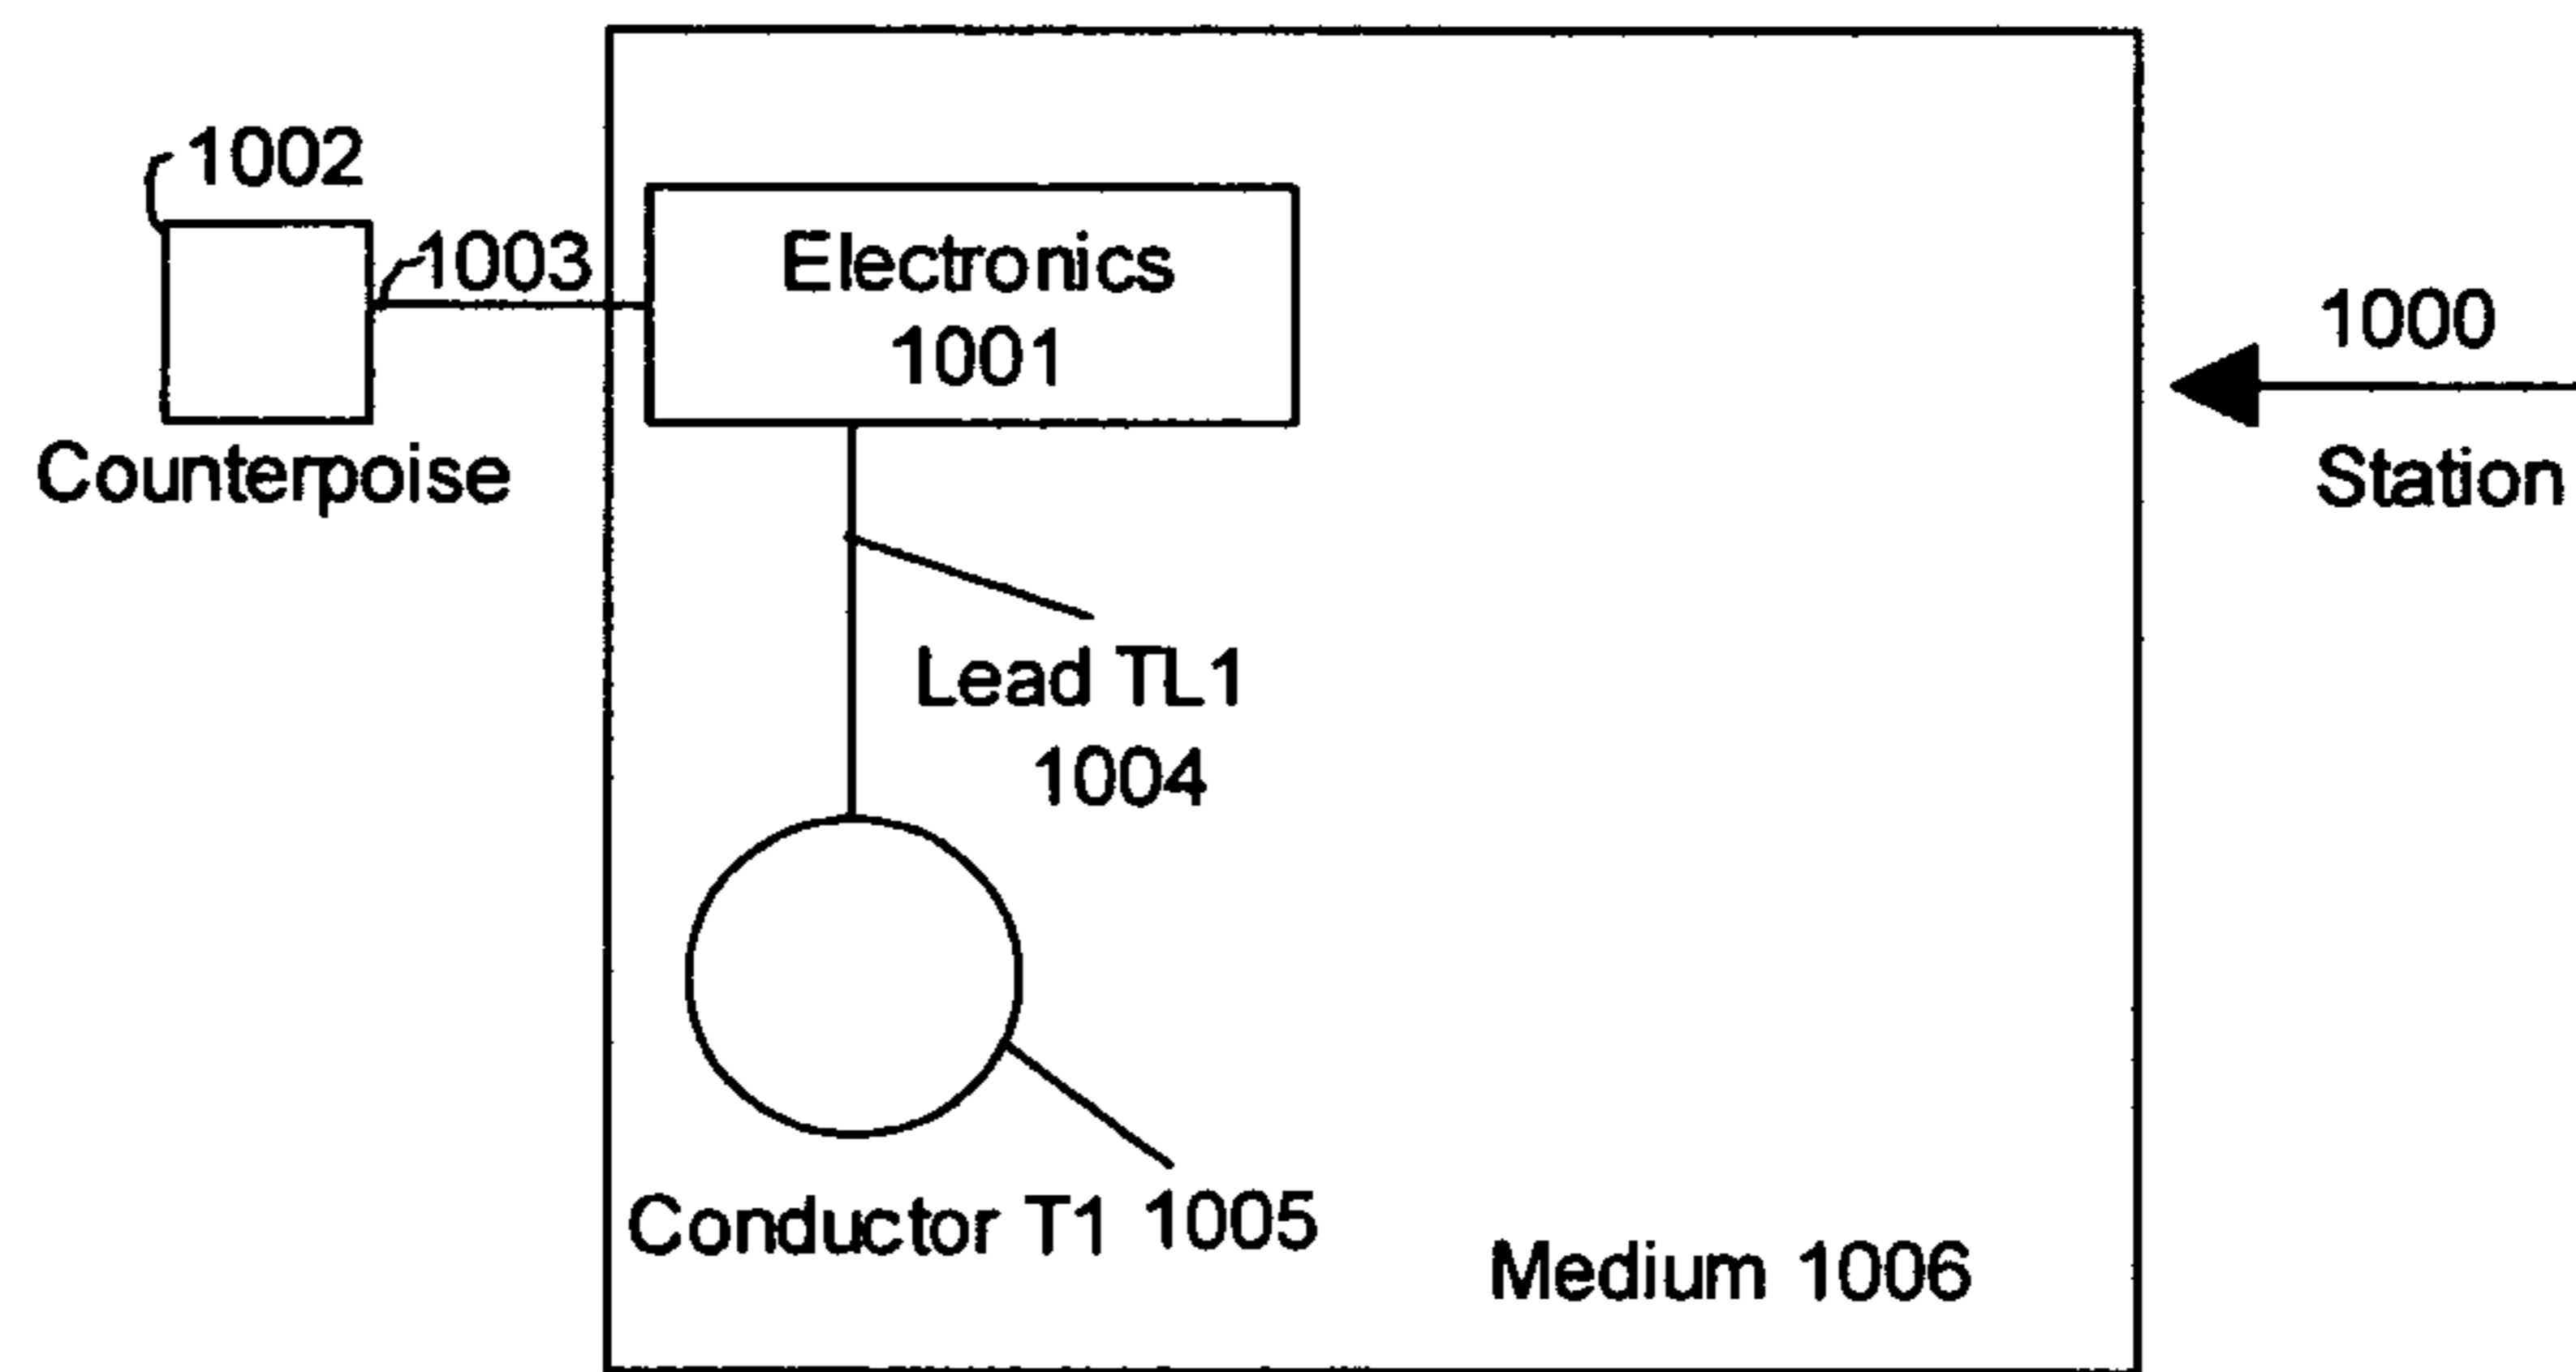 1002
1003
Counterpoise
Electronics
1001
1000
Station
Lead TL1
1004
Conductor T1 1005
Medium 1006